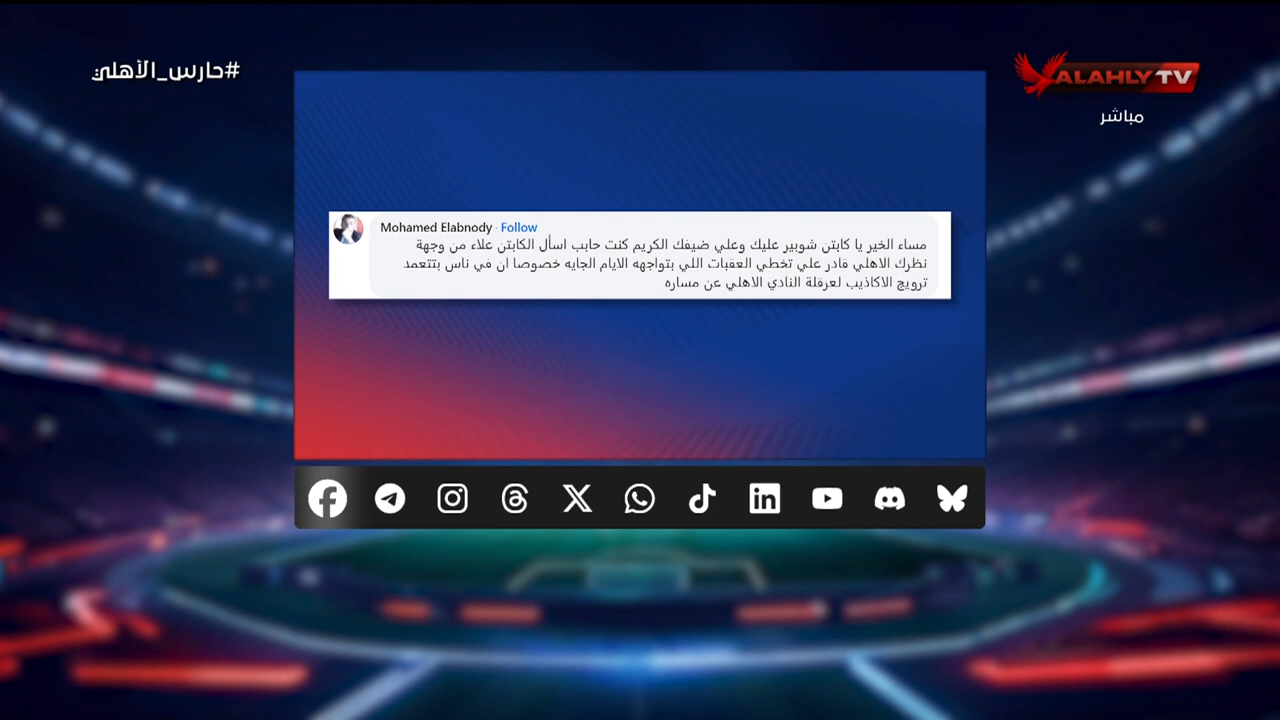 #حارس_الأهلي
ALAHLY TV
مباشر
Mohamed Elabnody · Follow
مساء الخير يا كابتن شوبير عليك وعلي ضيفك الكريم كنت حابب اسأل الكابتن علاء من وجهة
نظرك الاهلي قادر علي تخطي العقبات اللي بتواجهه الايام الجايه خصوصا ان في ناس بتتعمد
ترويج الاكاذيب لعرقلة النادي الاهلي عن مساره